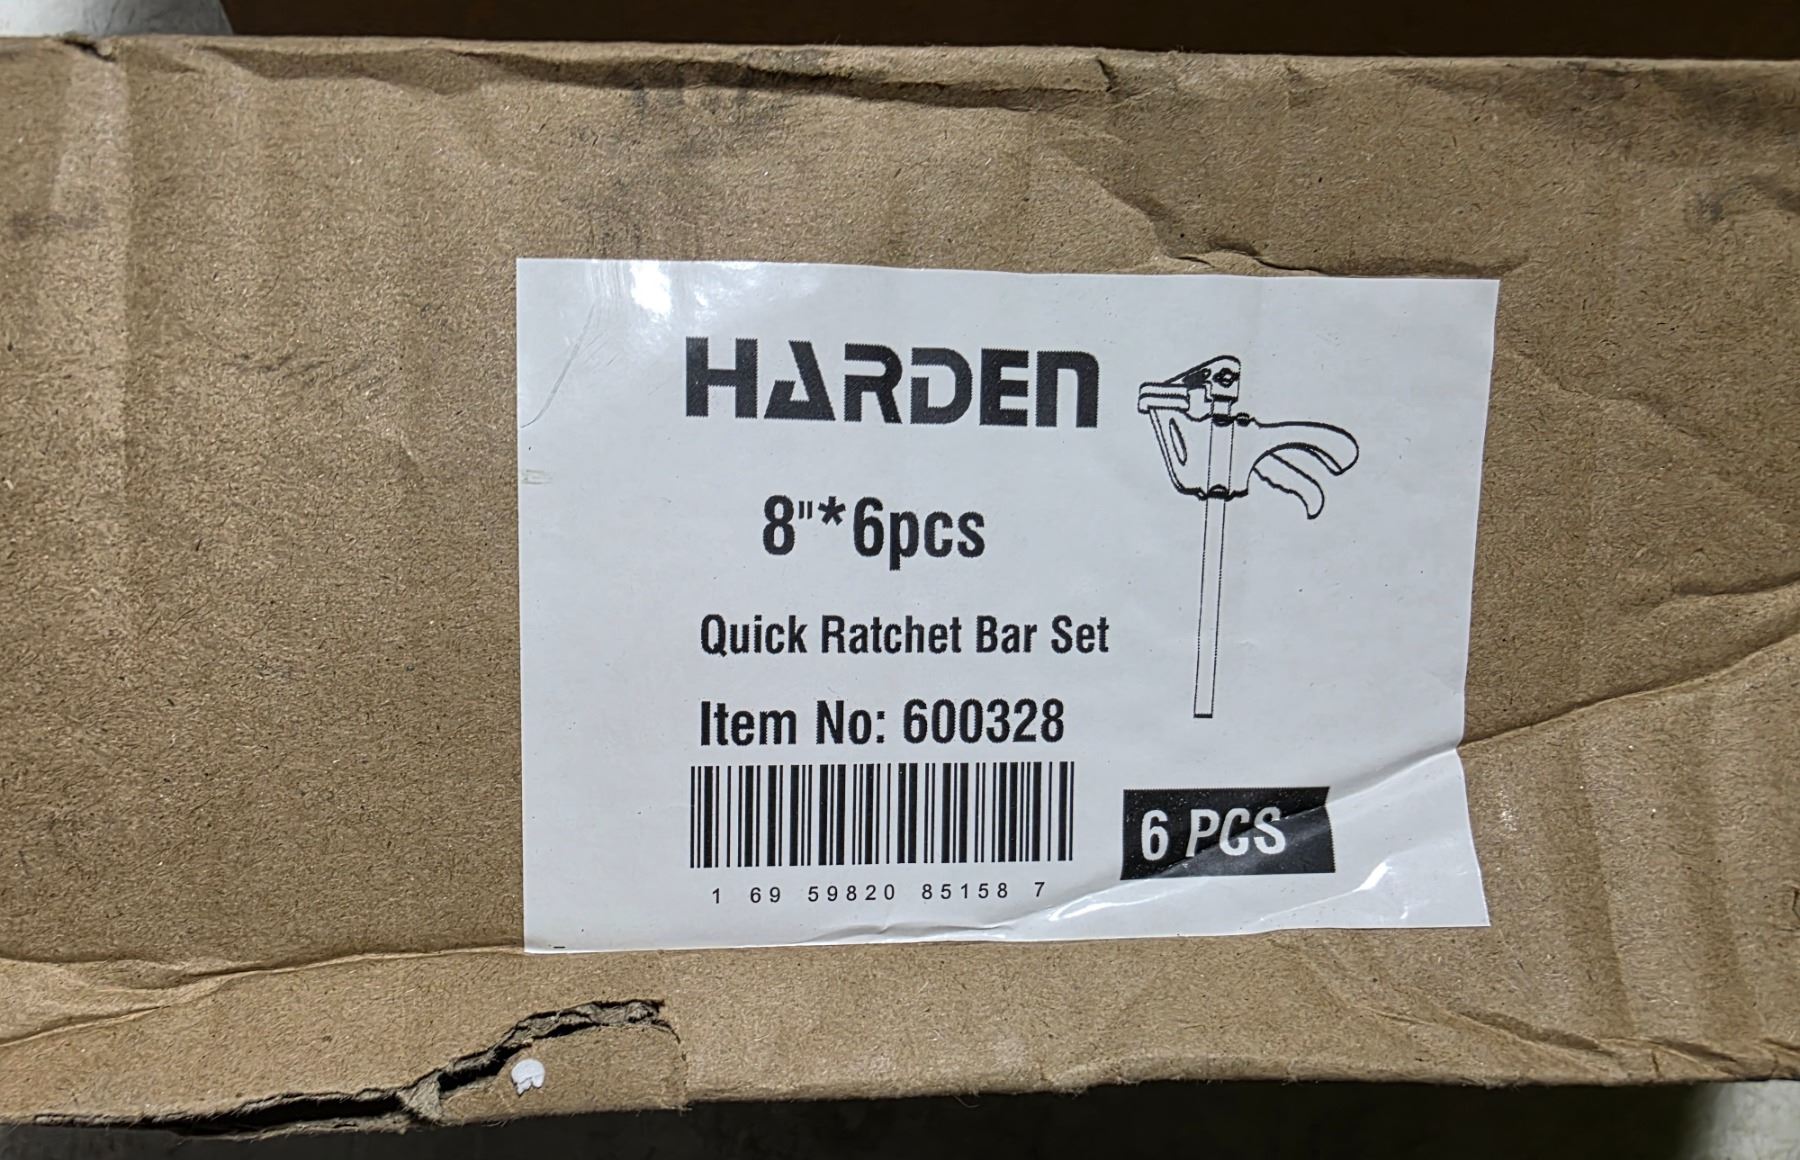 HARDEN
8"*6pcs
Quick Ratchet Bar Set
Item No: 600328
1 69 59820 85158 7
6 PCS